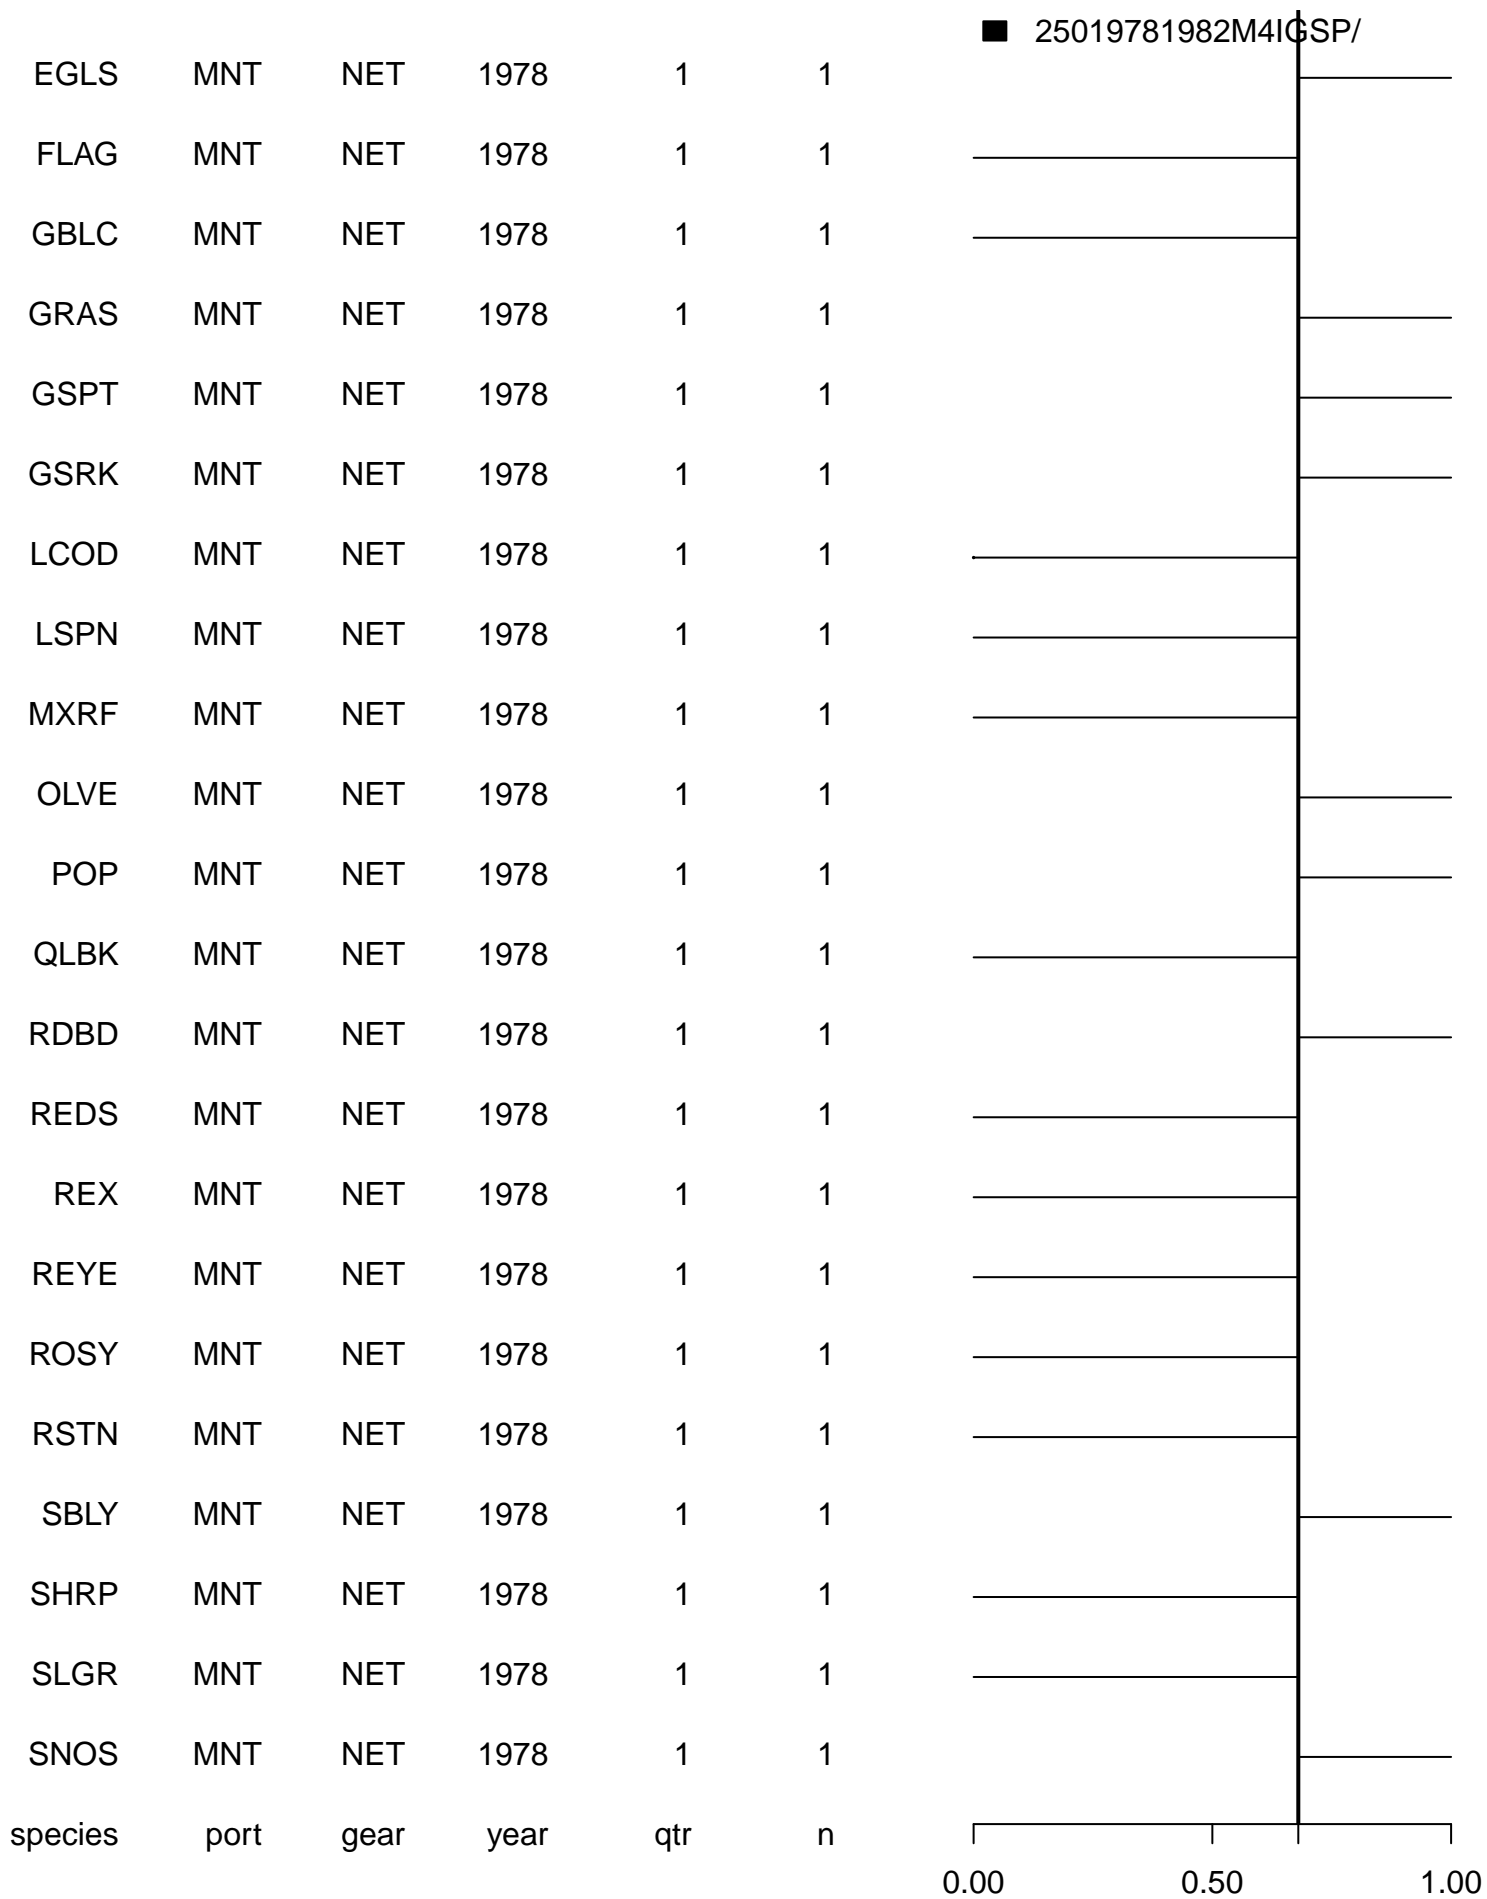 25019781982M4IGSP/
EGLS MNT NET 1978 1 1
FLAG MNT NET 1978 1 1
GBLC MNT NET 1978 1 1
GRAS MNT NET 1978 1 1
GSPT MNT NET 1978 1 1
GSRK MNT NET 1978 1 1
LCOD MNT NET 1978 1 1
LSPN MNT NET 1978 1 1
MXRF MNT NET 1978 1 1
OLVE MNT NET 1978 1 1
POP MNT NET 1978 1 1
QLBK MNT NET 1978 1 1
RDBD MNT NET 1978 1 1
REDS MNT NET 1978 1 1
REX MNT NET 1978 1 1
REYE MNT NET 1978 1 1
ROSY MNT NET 1978 1 1
RSTN MNT NET 1978 1 1
SBLY MNT NET 1978 1 1
SHRP MNT NET 1978 1 1
SLGR MNT NET 1978 1 1
SNOS MNT NET 1978 1 1
species port gear year qtr n
0.00 0.50 1.00